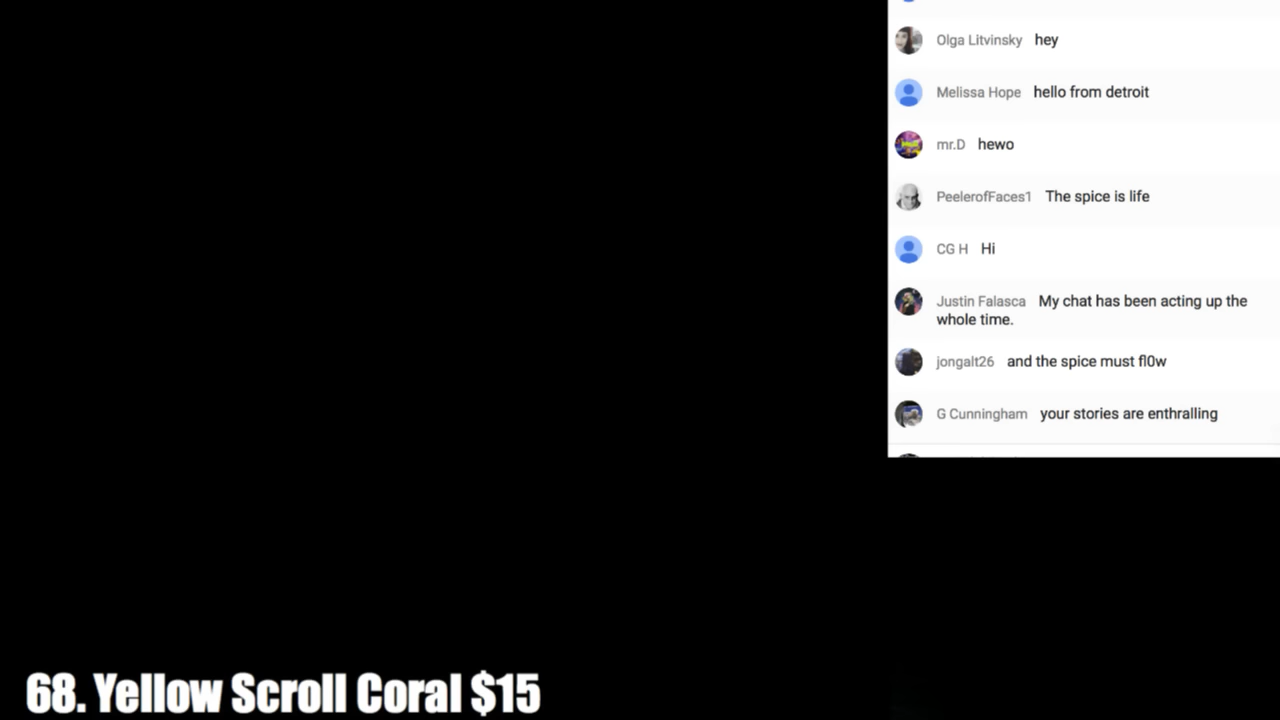 Olga Litvinsky hey
Melissa Hope hello from detroit
mr.D hewo
PeelerofFaces1 The spice is life
CG H Hi
Justin Falasca My chat has been acting up the
whole time.
jongalt26 and the spice must fl0w
G Cunningham your stories are enthralling
68. Yellow Scroll Coral $15